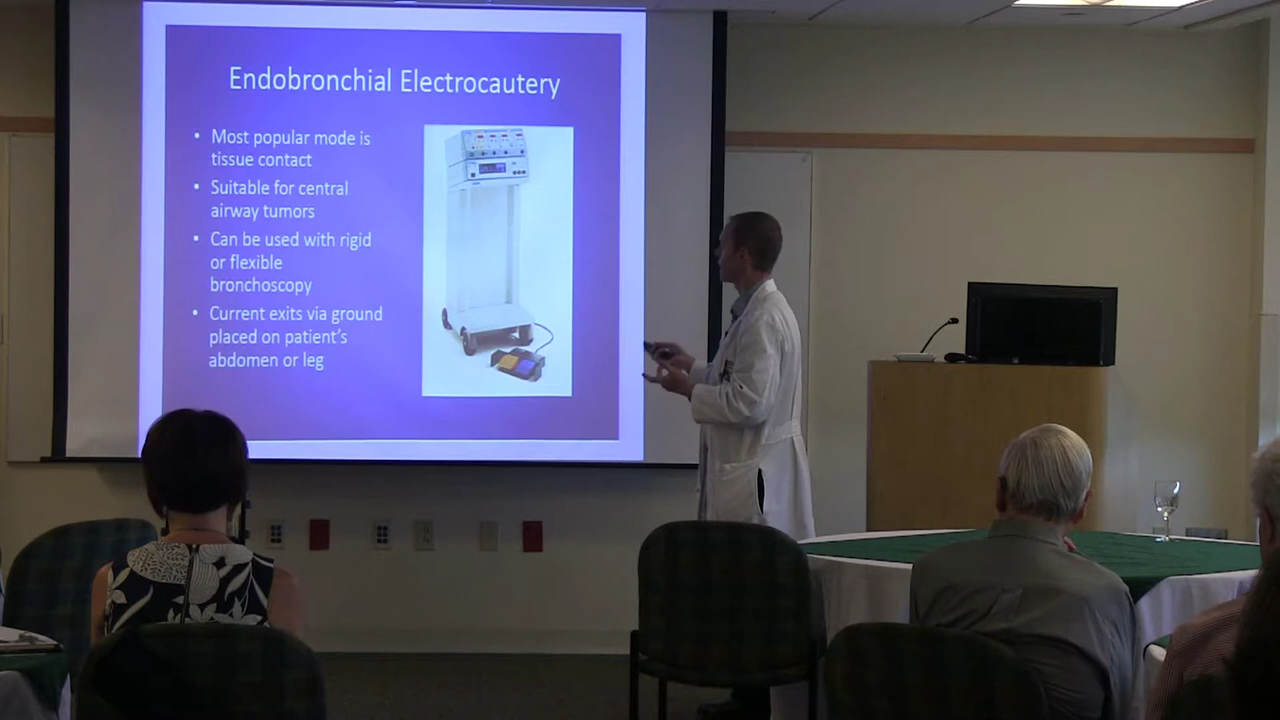 Endobronchial Electrocautery
• Most popular mode is
tissue contact
• Suitable for central
airway tumors
• Can be used with rigid
or flexible
bronchoscopy
• Current exits via ground
placed on patient's
abdomen or leg